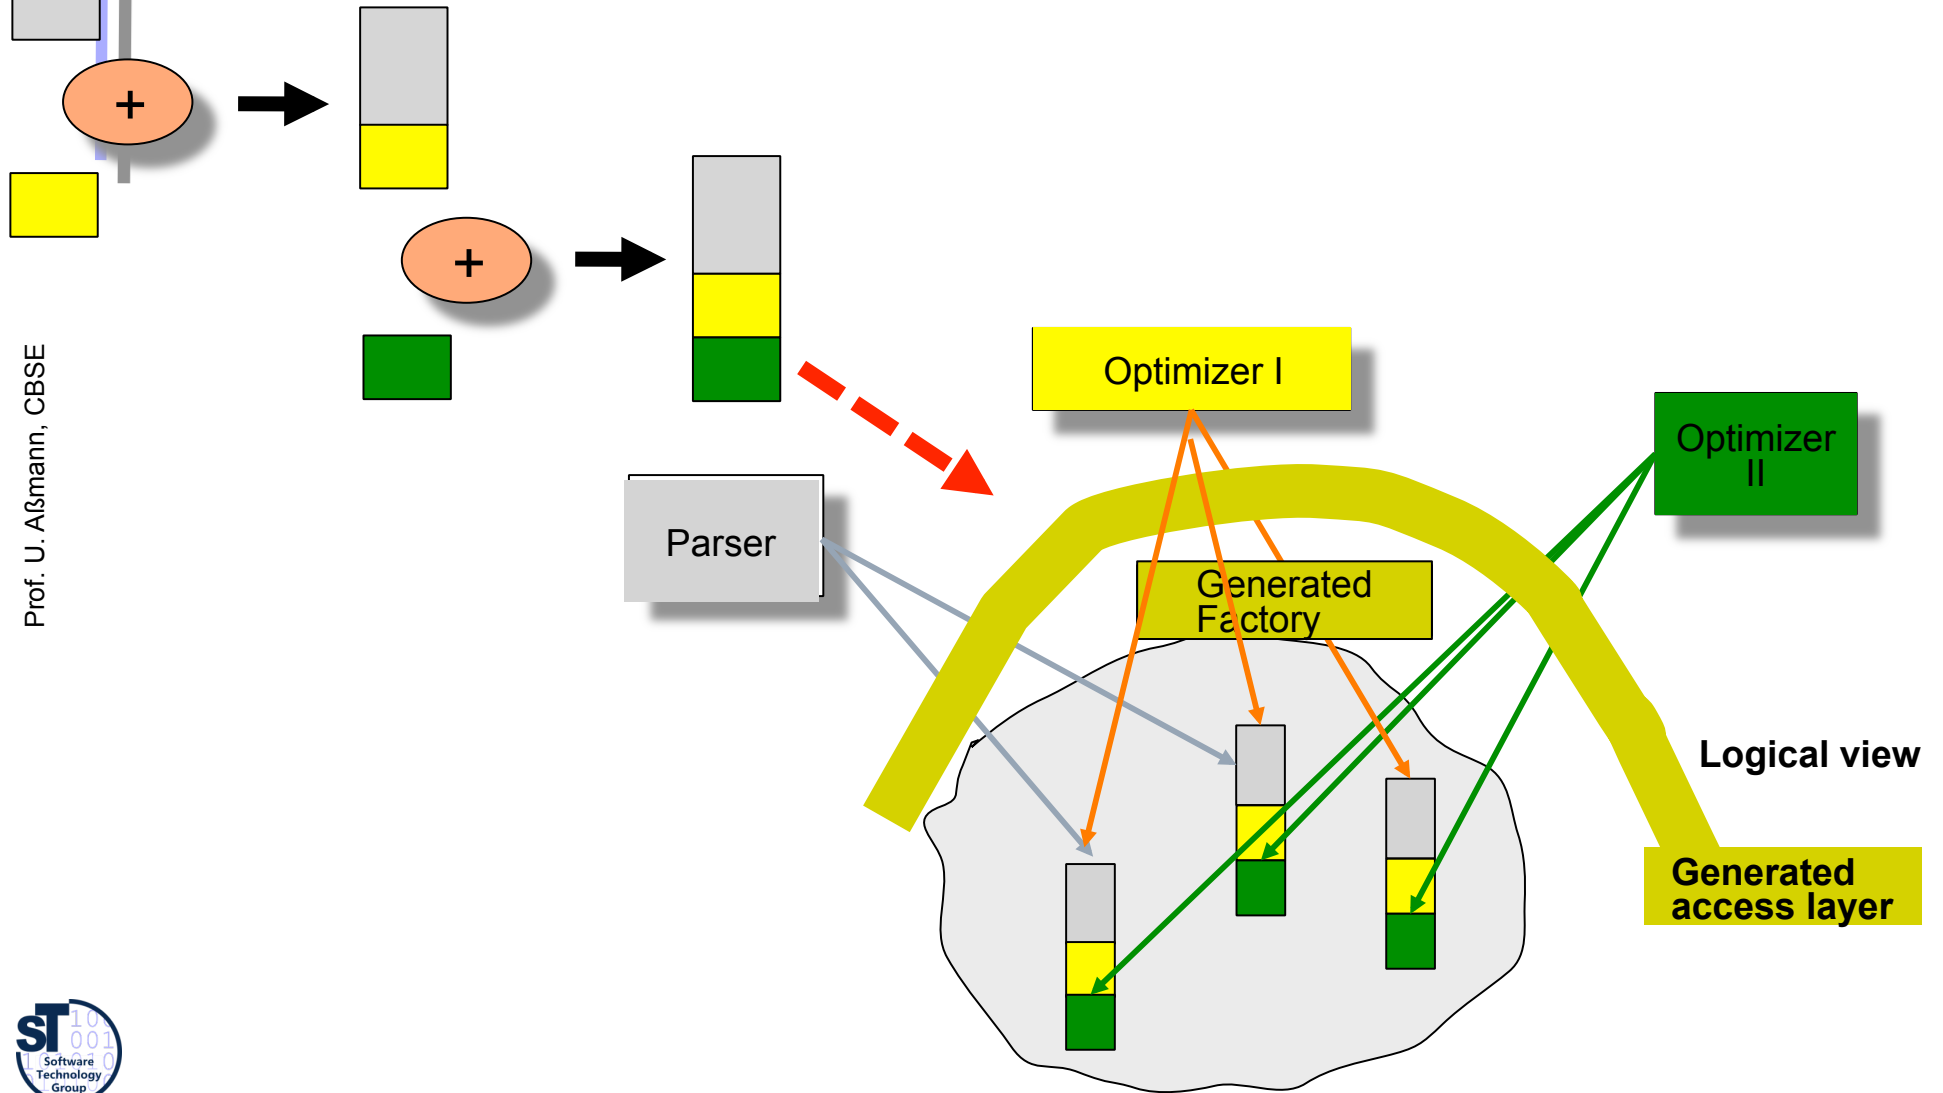 +
+
Prof. U. Aßmann, CBSE
Optimizer I
Optimizer
II
Parser
Generated
Factory
Logical view
Generated
access layer
ST
Software
Technology
Group